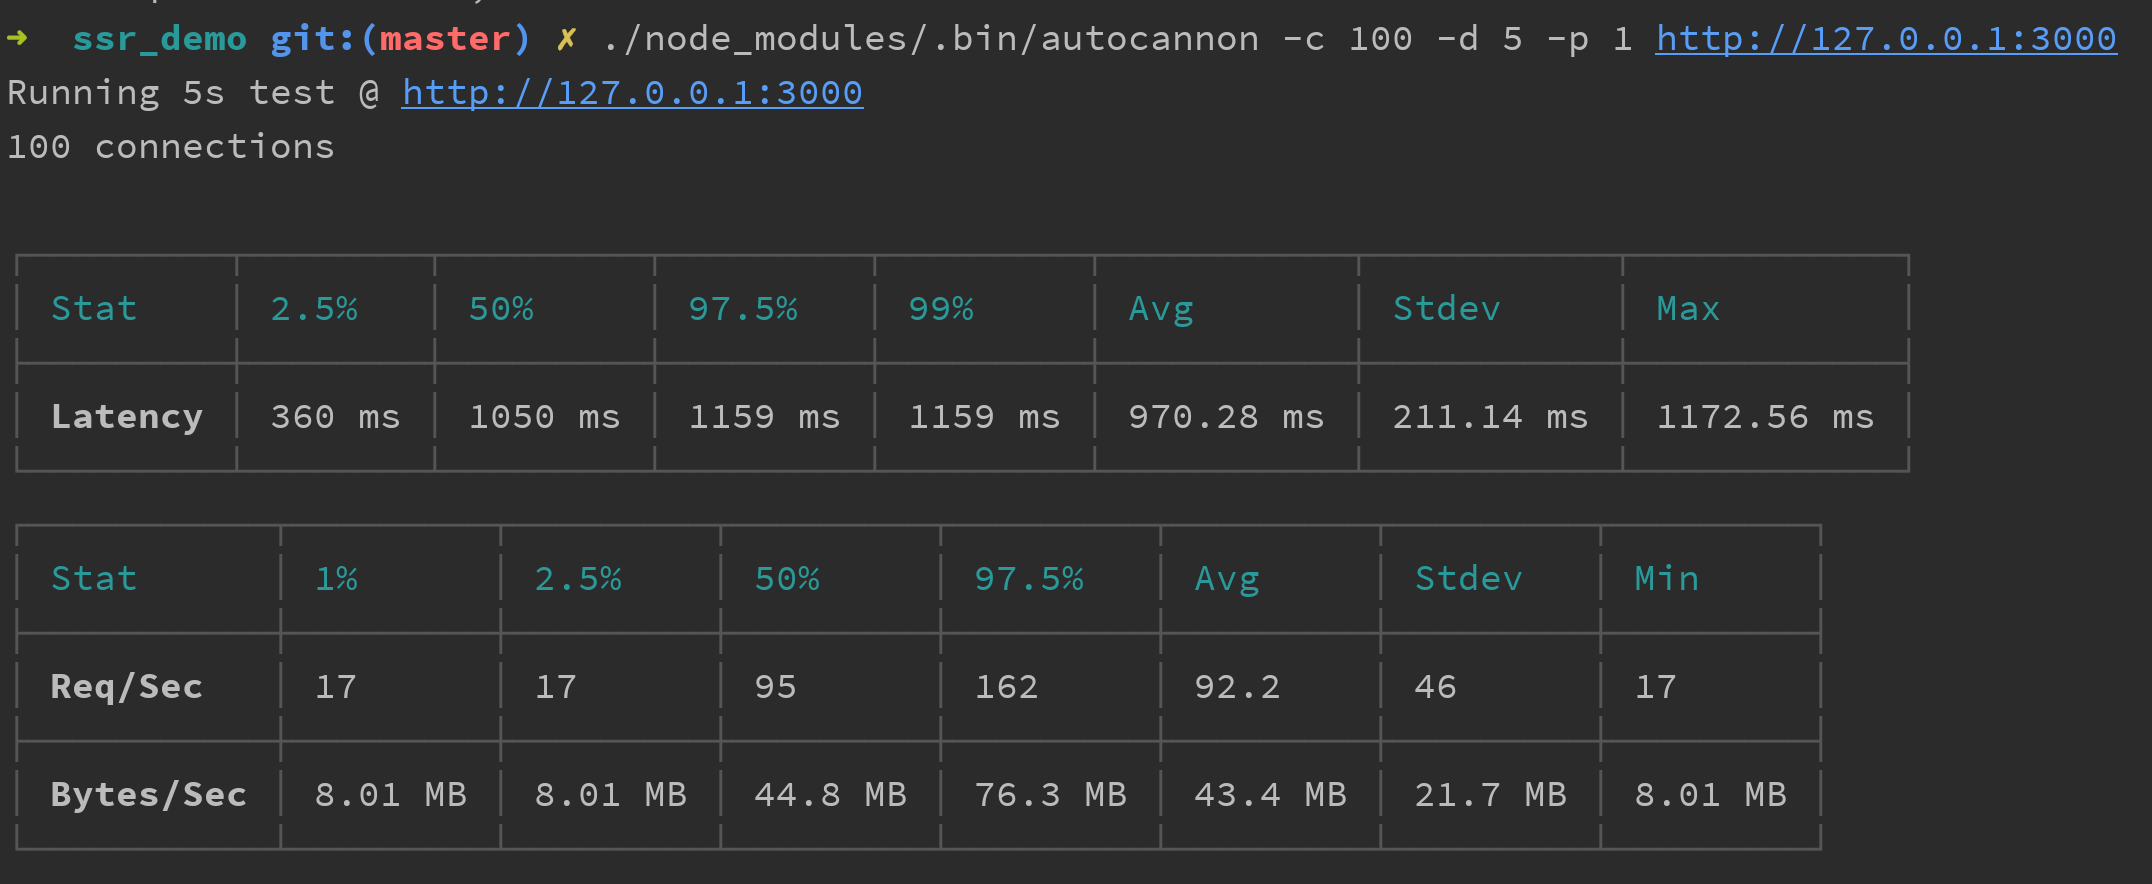 ➜ ssr_demo git:(master) ✗ ./node_modules/.bin/autocannon -c 100 -d 5 -p 1 http://127.0.0.1:3000
Running 5s test @ http://127.0.0.1:3000
100 connections
Stat 2.5% 50% 97.5% 99% Avg Stdev Max
Latency 360 ms 1050 ms 1159 ms 1159 ms 970.28 ms 211.14 ms 1172.56 ms
Stat 1% 2.5% 50% 97.5% Avg Stdev Min
Req/Sec 17 17 95 162 92.2 46 17
Bytes/Sec 8.01 MB 8.01 MB 44.8 MB 76.3 MB 43.4 MB 21.7 MB 8.01 MB